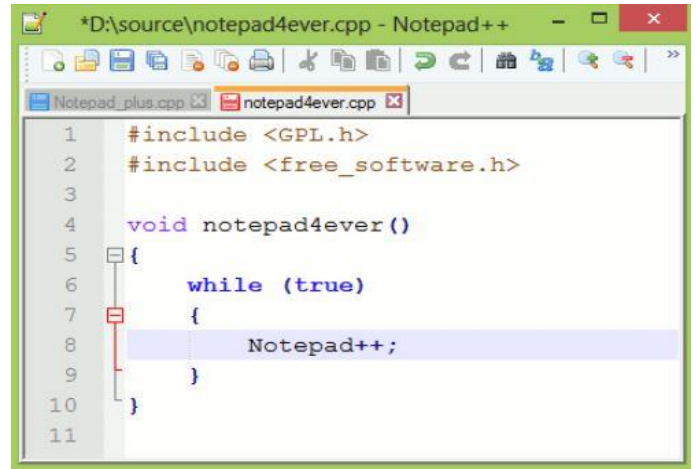 *D:\source\notepad4ever.cpp - Notepad++
Notepad_plus.cpp notepad4ever.cpp
1 #include <GPL.h>
2 #include <free_software.h>
3
4 void notepad4ever()
5 {
6 while (true)
7 {
8 Notepad++;
9 }
10 }
11